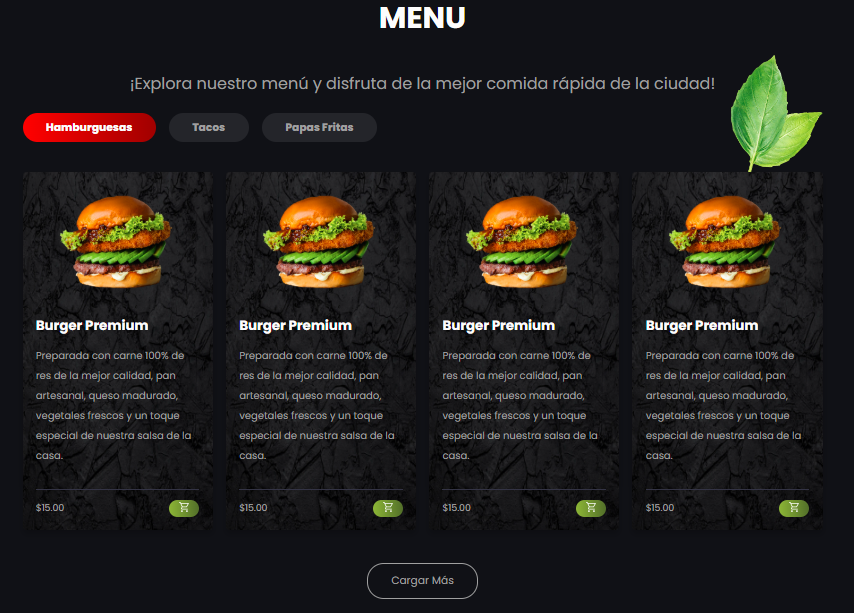 MENU
¡Explora nuestro menú y disfruta de la mejor comida rápida de la ciudad!
Hamburguesas
Tacos
Papas Fritas
Burger Premium
Preparada con carne 100% de
res de la mejor calidad, pan
artesanal, queso madurado,
vegetales frescos y un toque
especial de nuestra salsa de la
casa.
$15.00
Burger Premium
Preparada con carne 100% de
res de la mejor calidad, pan
artesanal, queso madurado,
vegetales frescos y un toque
especial de nuestra salsa de la
casa.
$15.00
Burger Premium
Preparada con carne 100% de
res de la mejor calidad, pan
artesanal, queso madurado,
vegetales frescos y un toque
especial de nuestra salsa de la
casa.
$15.00
Burger Premium
Preparada con carne 100% de
res de la mejor calidad, pan
artesanal, queso madurado,
vegetales frescos y un toque
especial de nuestra salsa de la
casa.
$15.00
Cargar Más